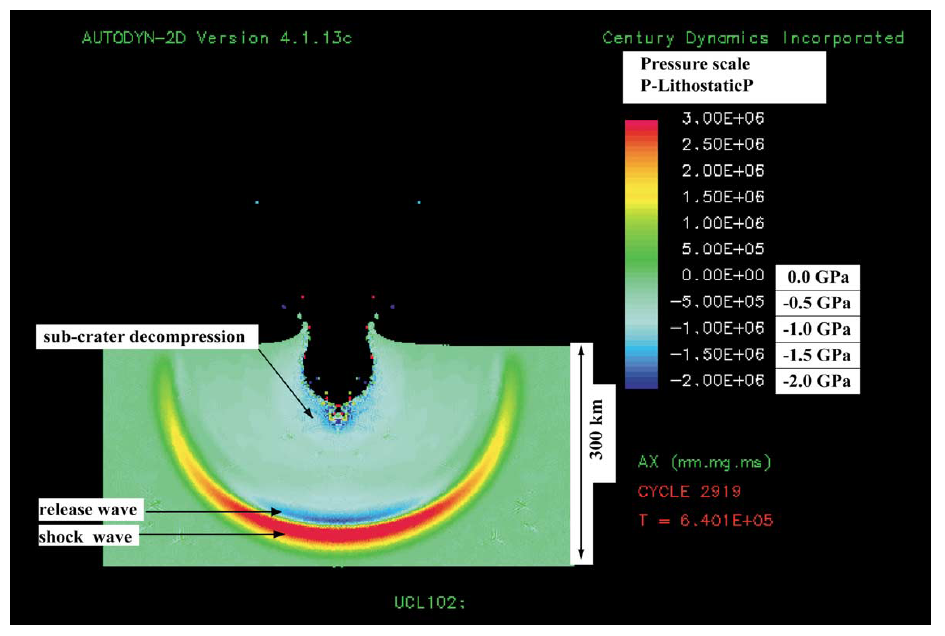 AUTODYN-2D Version 4.1.13c
Century Dynamics Incorporated
Pressure scale
P-LithostaticP
3.00E+06
2.50E+06
2.00E+06
1.50E+06
1.00E+06
5.00E+05
0.00E+00
0.0 GPa
-5.00E+05
-0.5 GPa
-1.00E+06
-1.0 GPa
-1.50E+06
-1.5 GPa
-2.00E+06
-2.0 GPa
sub-crater decompression
300 km
AX (mm.mg.ms)
CYCLE 2919
T = 6.401E+05
release wave
shock wave
UCL102;